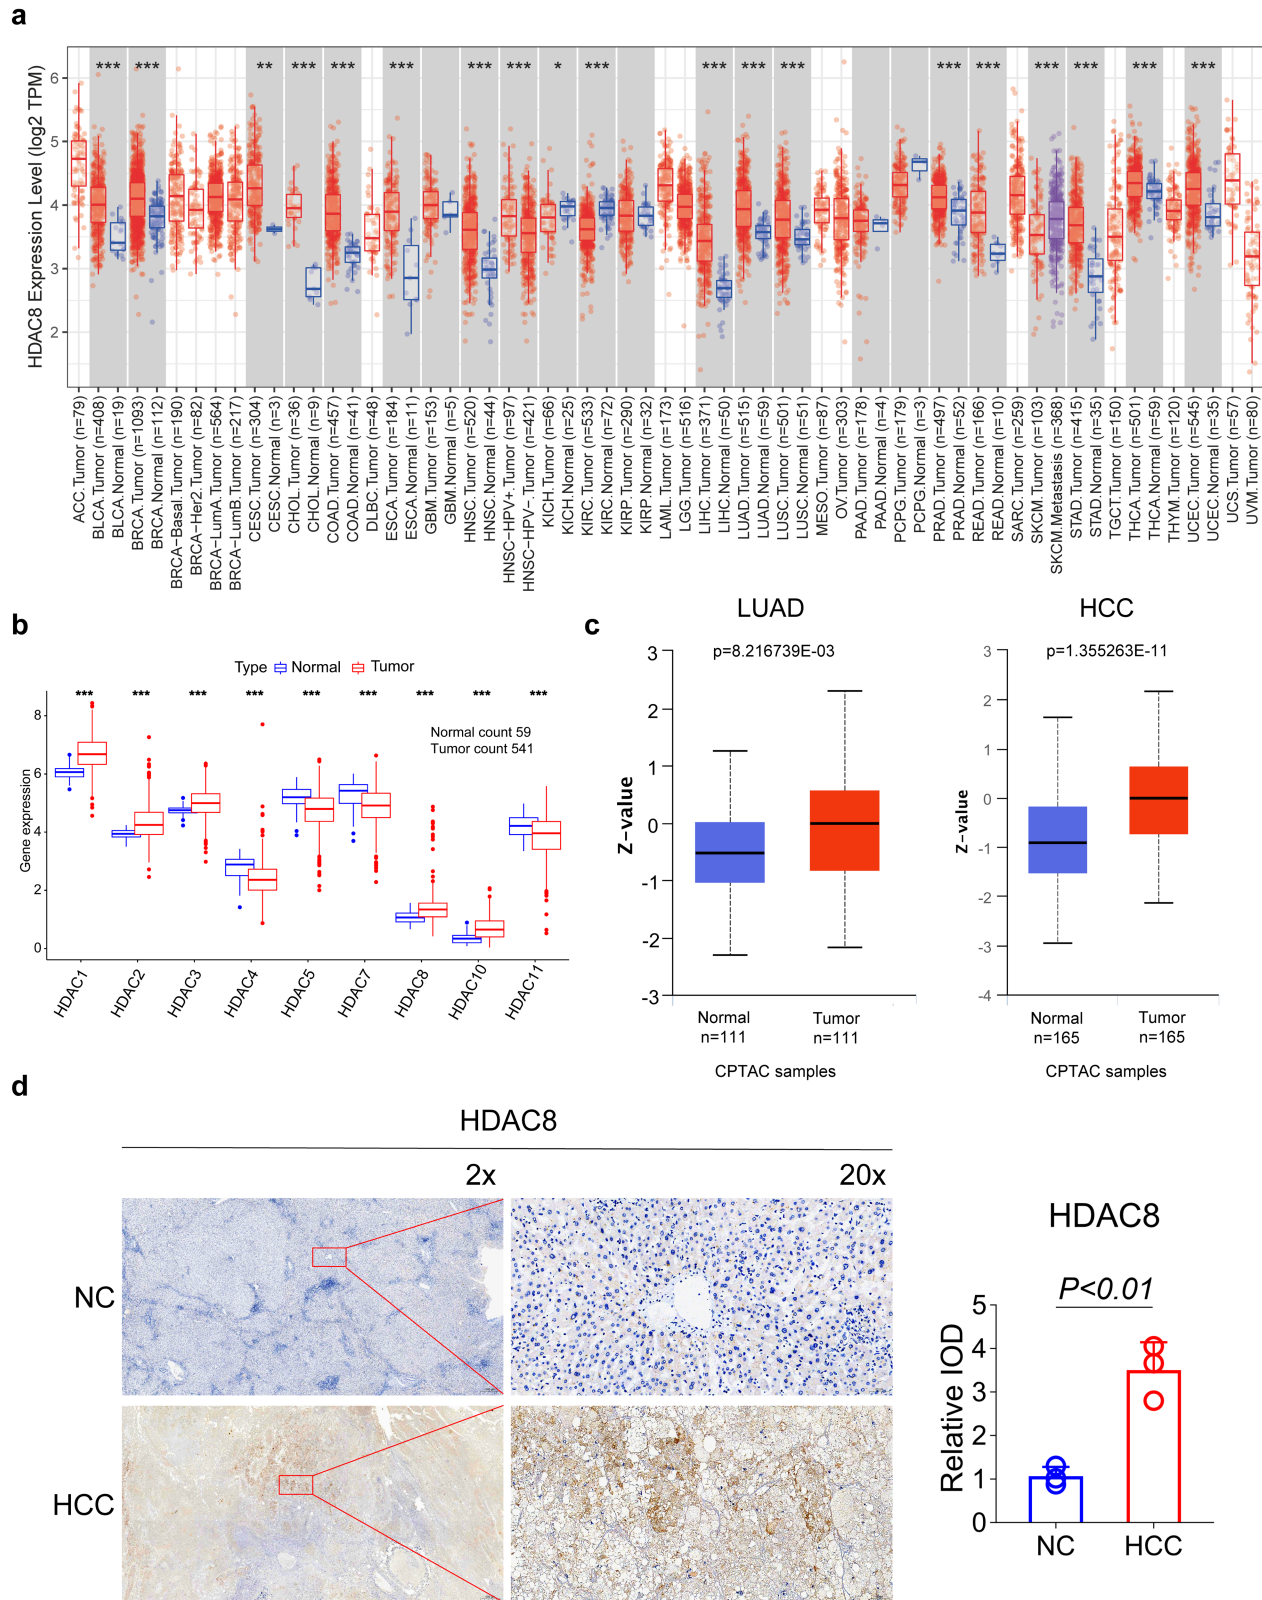 a
*** *** ** *** *** *** *** *** * *** *** *** *** *** *** *** *** *** ***
HDAC8 Expression Level (log2 TPM)
6
5
4
3
2
ACC.Tumor (n=79)
BLCA.Tumor (n=408)
BLCA.Normal (n=19)
BRCA.Tumor (n=1093)
BRCA.Normal (n=112)
BRCA−Basal.Tumor (n=190)
BRCA−Her2.Tumor (n=82)
BRCA−LumA.Tumor (n=564)
BRCA−LumB.Tumor (n=217)
CESC.Tumor (n=304)
CESC.Normal (n=3)
CHOL.Tumor (n=36)
CHOL.Normal (n=9)
COAD.Tumor (n=457)
COAD.Normal (n=41)
DLBC.Tumor (n=48)
ESCA.Tumor (n=184)
ESCA.Normal (n=11)
GBM.Tumor (n=153)
GBM.Normal (n=5)
HNSC.Tumor (n=520)
HNSC.Normal (n=44)
HNSC−HPV+.Tumor (n=97)
HNSC−HPV−.Tumor (n=421)
KICH.Tumor (n=66)
KICH.Normal (n=25)
KIRC.Tumor (n=533)
KIRC.Normal (n=72)
KIRP.Tumor (n=290)
KIRP.Normal (n=32)
LAML.Tumor (n=173)
LGG.Tumor (n=516)
LIHC.Tumor (n=371)
LIHC.Normal (n=50)
LUAD.Tumor (n=515)
LUAD.Normal (n=59)
LUSC.Tumor (n=501)
LUSC.Normal (n=51)
MESO.Tumor (n=87)
OV.Tumor (n=303)
PAAD.Tumor (n=178)
PAAD.Normal (n=4)
PCPG.Tumor (n=179)
PCPG.Normal (n=3)
PRAD.Tumor (n=497)
PRAD.Normal (n=52)
READ.Tumor (n=166)
READ.Normal (n=10)
SARC.Tumor (n=259)
SKCM.Tumor (n=103)
SKCM.Metastasis (n=368)
STAD.Tumor (n=415)
STAD.Normal (n=35)
TGCT.Tumor (n=150)
THCA.Tumor (n=501)
THCA.Normal (n=59)
THYM.Tumor (n=120)
UCEC.Tumor (n=545)
UCEC.Normal (n=35)
UCS.Tumor (n=57)
UVM.Tumor (n=80)
b
Type Normal Tumor
*** *** *** *** *** *** *** *** ***
Normal count 59
Tumor count 541
Gene expression
8
6
4
2
0
HDAC1
HDAC2
HDAC3
HDAC4
HDAC5
HDAC7
HDAC8
HDAC10
HDAC11
c
LUAD
p=8.216739E-03
Z-value
3
2
1
0
-1
-2
-3
Normal
n=111
Tumor
n=111
CPTAC samples
HCC
p=1.355263E-11
Z-value
3
2
1
0
-1
-2
-3
-4
Normal
n=165
Tumor
n=165
CPTAC samples
d
HDAC8
2x
20x
NC
HCC
HDAC8
P<0.01
Relative IOD
5
4
3
2
1
0
NC
HCC